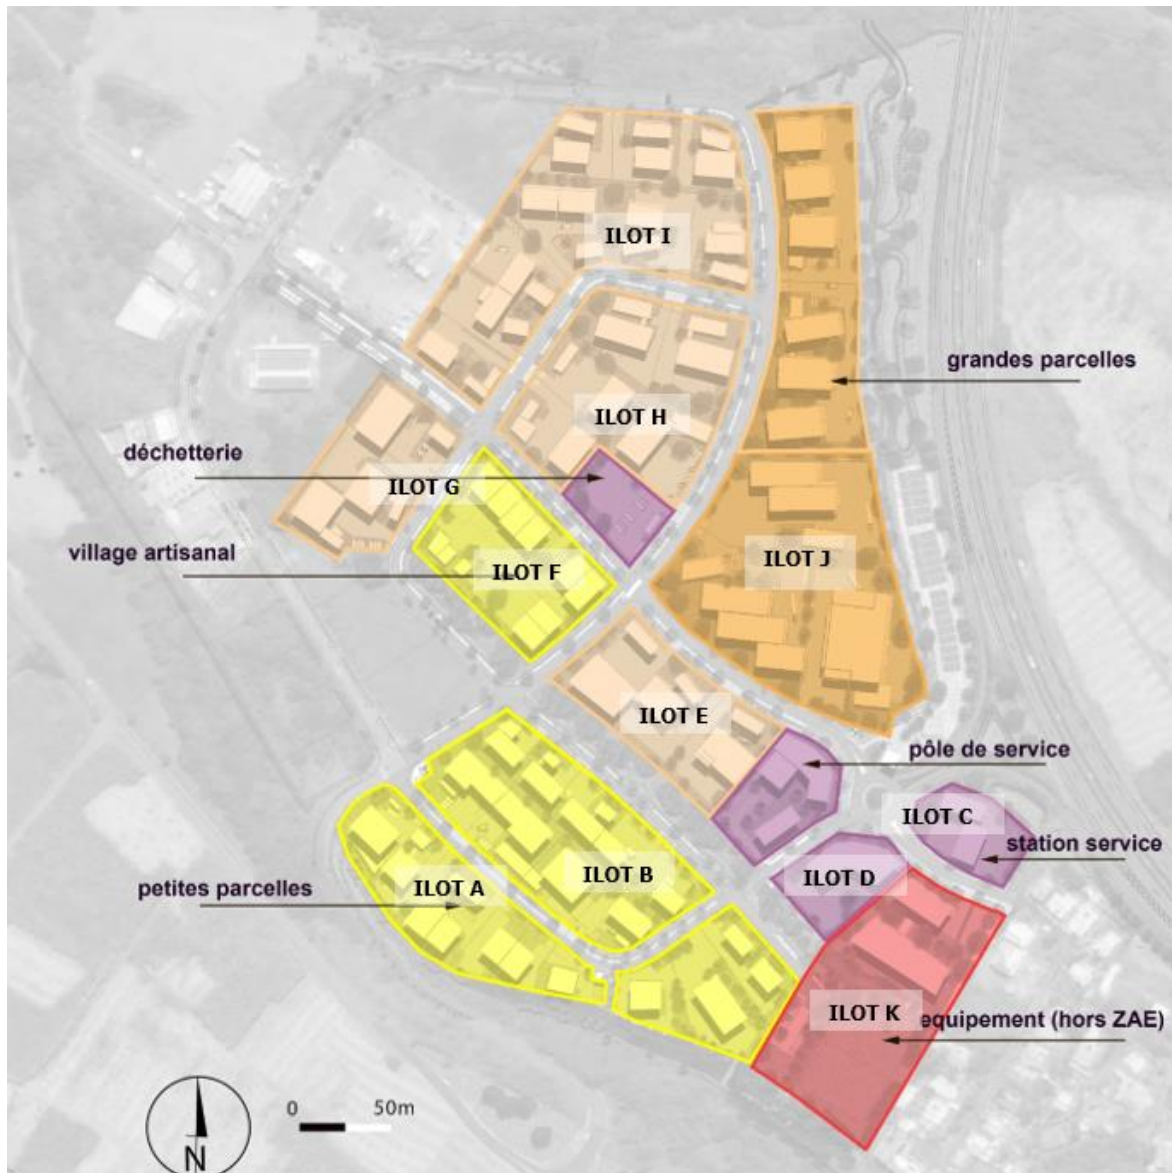 ILOT I
grandes parcelles
ILOT H
déchetterie
ILOT G
village artisanal
ILOT F
ILOT J
ILOT E
pôle de service
ILOT C
station service
ILOT D
ILOT B
ILOT A
petites parcelles
ILOT K
equipement (hors ZAE)
0 50m
N